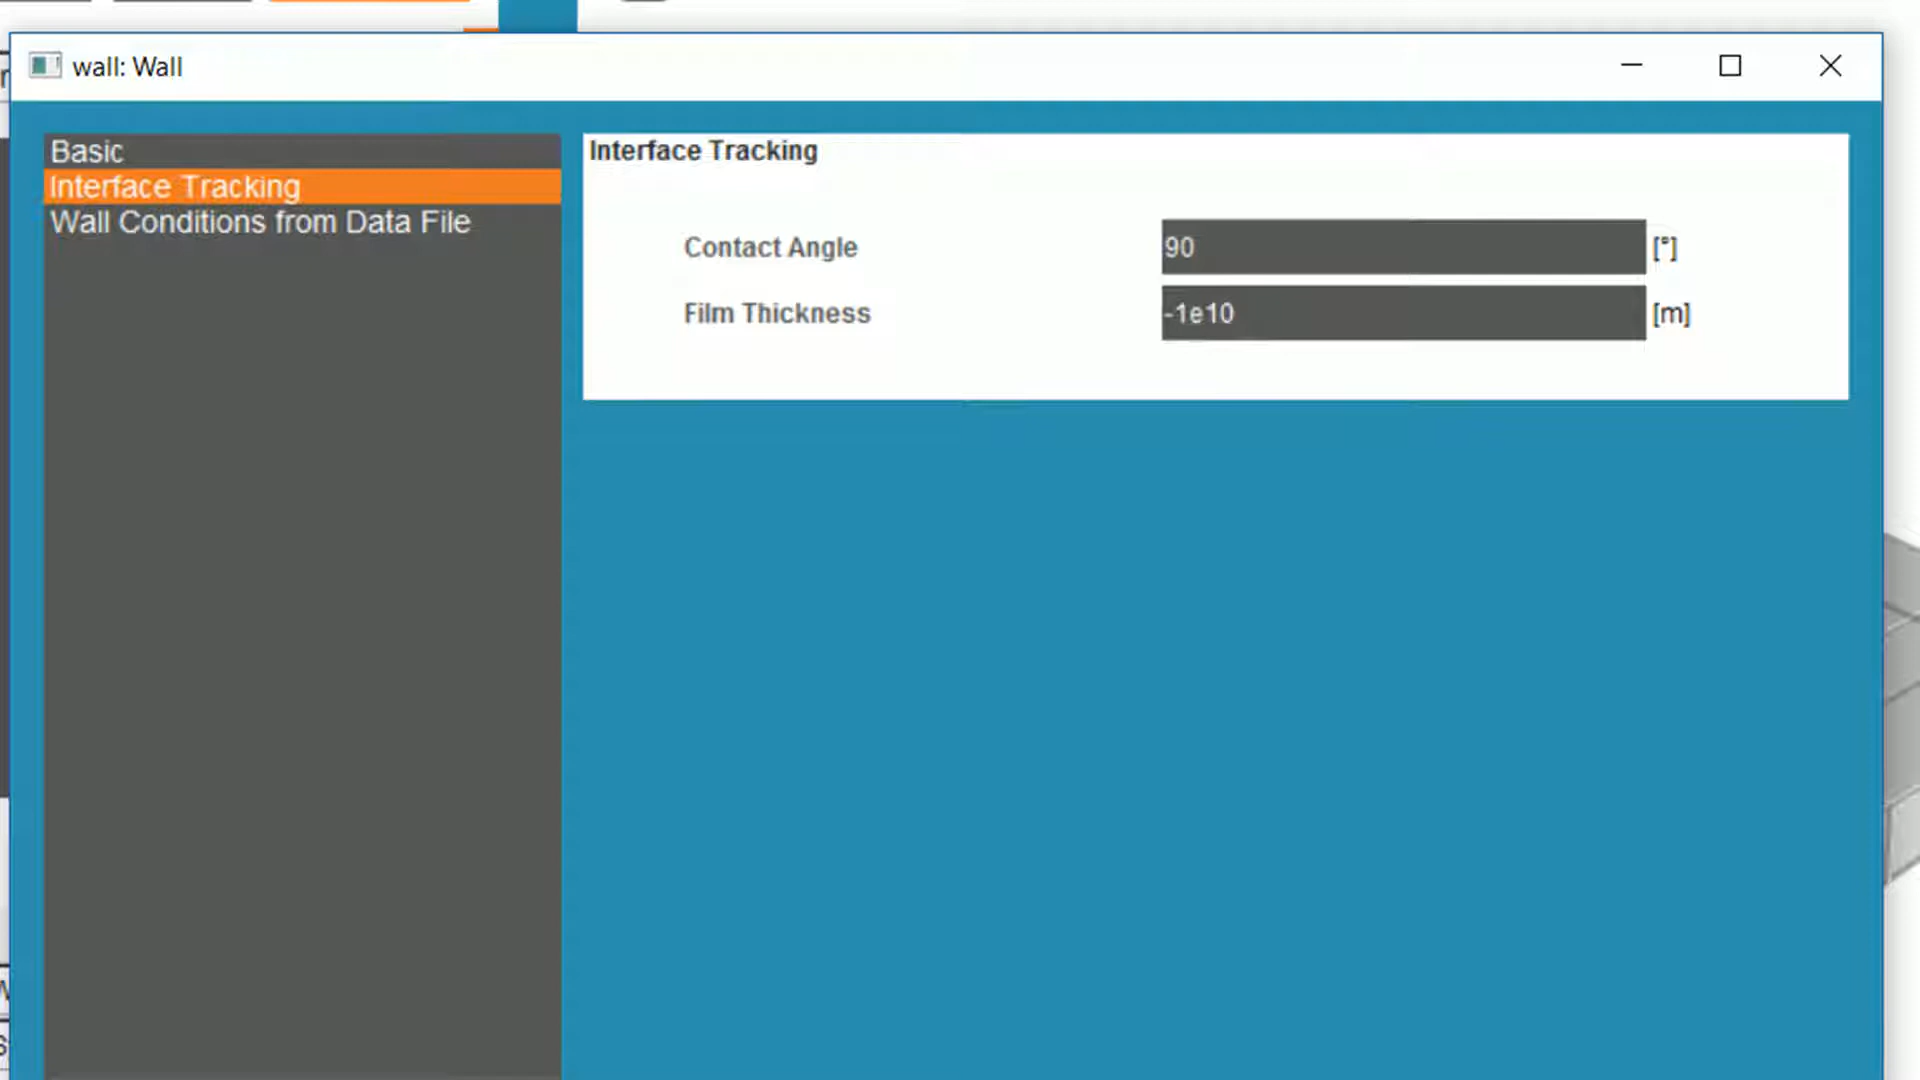 wall: Wall
Basic
Interface Tracking
Wall Conditions from Data File
Interface Tracking
Contact Angle 90 [°]
Film Thickness -1e10 [m]